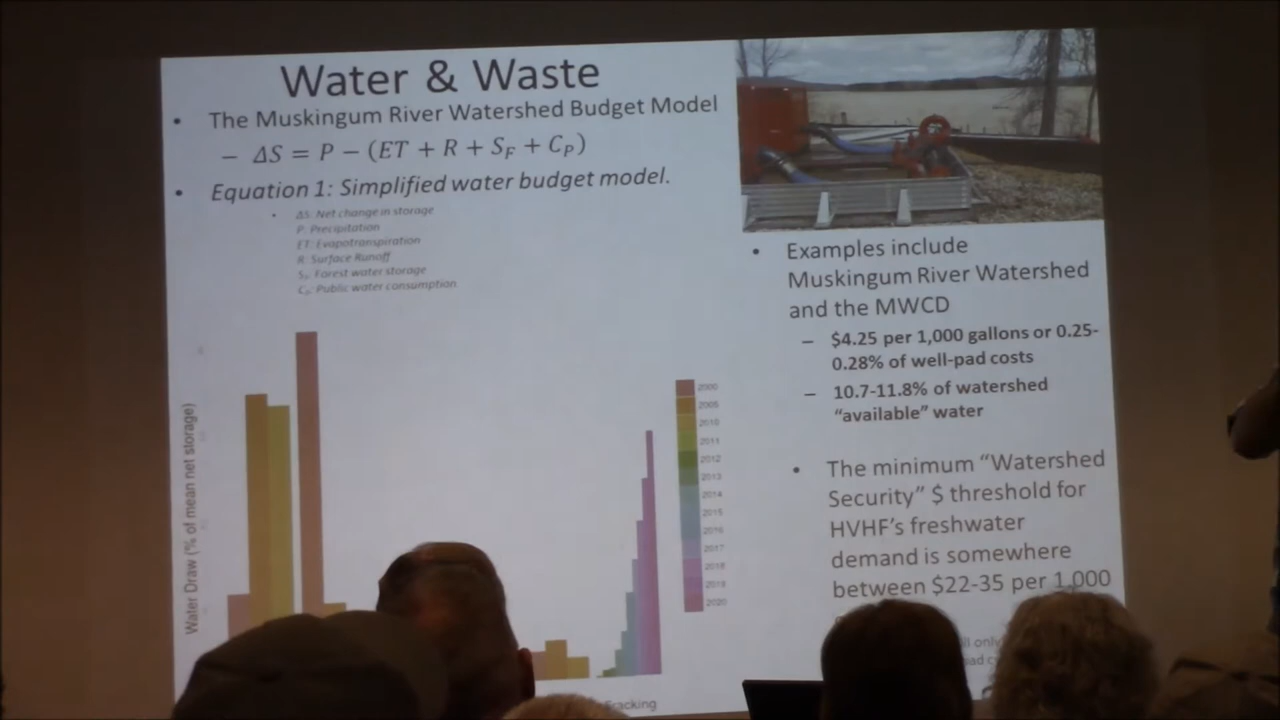 Water & Waste
• The Muskingum River Watershed Budget Model
– ΔS = P − (ET + R + S_F + C_P)
• Equation 1: Simplified water budget model.
• ΔS: Net change in storage
P: Precipitation
ET: Evapotranspiration
R: Surface Runoff
S_F: Forest water storage
C_P: Public water consumption
Water Draw (% of mean net storage)
2000
2005
2010
2011
2012
2013
2014
2015
2016
2017
2018
2019
2020
Fracking
• Examples include
Muskingum River Watershed
and the MWCD
– $4.25 per 1,000 gallons or 0.25-
0.28% of well-pad costs
– 10.7-11.8% of watershed
“available” water
• The minimum “Watershed
Security” $ threshold for
HVHF’s freshwater
demand is somewhere
between $22-35 per 1,000
only